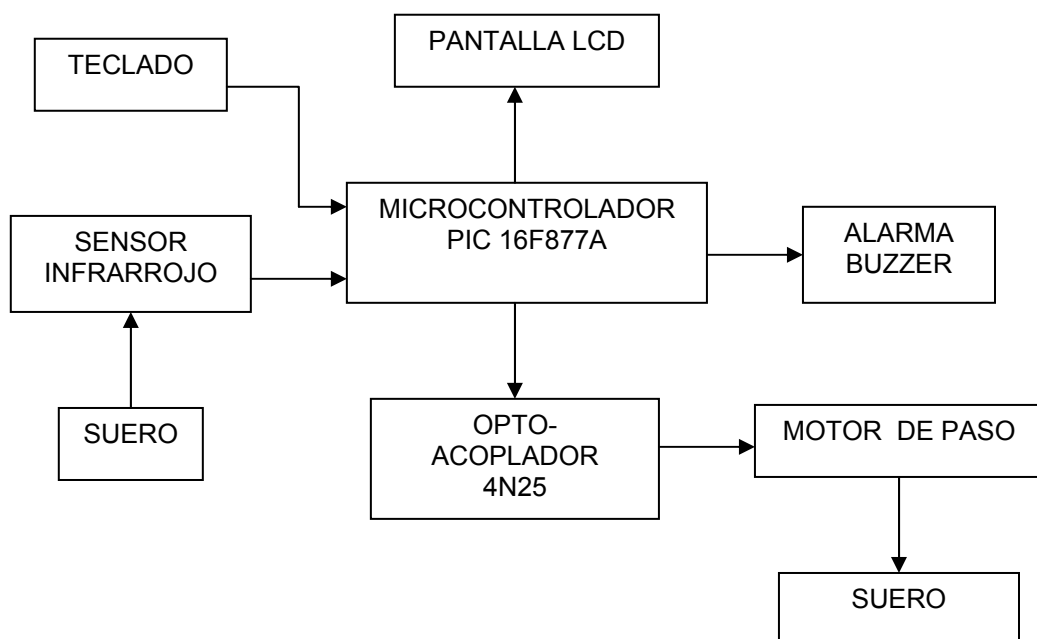 PANTALLA LCD
TECLADO
MICROCONTROLADOR
PIC 16F877A
SENSOR
INFRARROJO
ALARMA
BUZZER
SUERO
OPTO-
ACOPLADOR
4N25
MOTOR DE PASO
SUERO